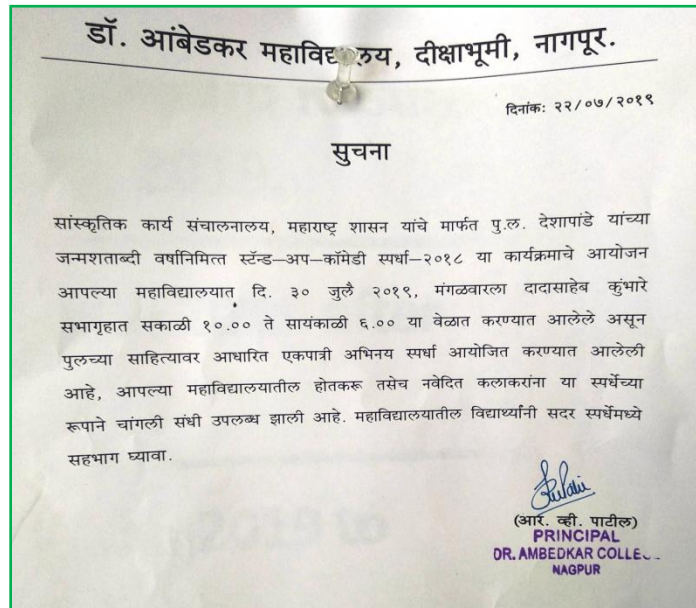 डॉ. आंबेडकर महाविद्यालय, दीक्षाभूमी, नागपूर.
दिनांक: २२/०७/२०१९
सुचना
सांस्कृतिक कार्य संचालनालय, महाराष्ट्र शासन यांचे मार्फत पु.ल. देशापांडे यांच्या
जन्मशताब्दी वर्षानिमित्त स्टॅन्ड–अप–कॉमेडी स्पर्धा–२०१८ या कार्यक्रमाचे आयोजन
आपल्या महाविद्यालयात दि. ३० जुलै २०१९, मंगळवारला दादासाहेब कुंभारे
सभागृहात सकाळी १०.०० ते सायंकाळी ६.०० या वेळात करण्यात आलेले असून
पुलच्या साहित्यावर आधारित एकपात्री अभिनय स्पर्धा आयोजित करण्यात आलेली
आहे, आपल्या महाविद्यालयातील होतकरू तसेच नवेदित कलाकरांना या स्पर्धेच्या
रूपाने चांगली संधी उपलब्ध झाली आहे. महाविद्यालयातील विद्यार्थ्यांनी सदर स्पर्धेमध्ये
सहभाग घ्यावा.
(आर. व्ही. पाटील)
PRINCIPAL
DR. AMBEDKAR
NAGPUR